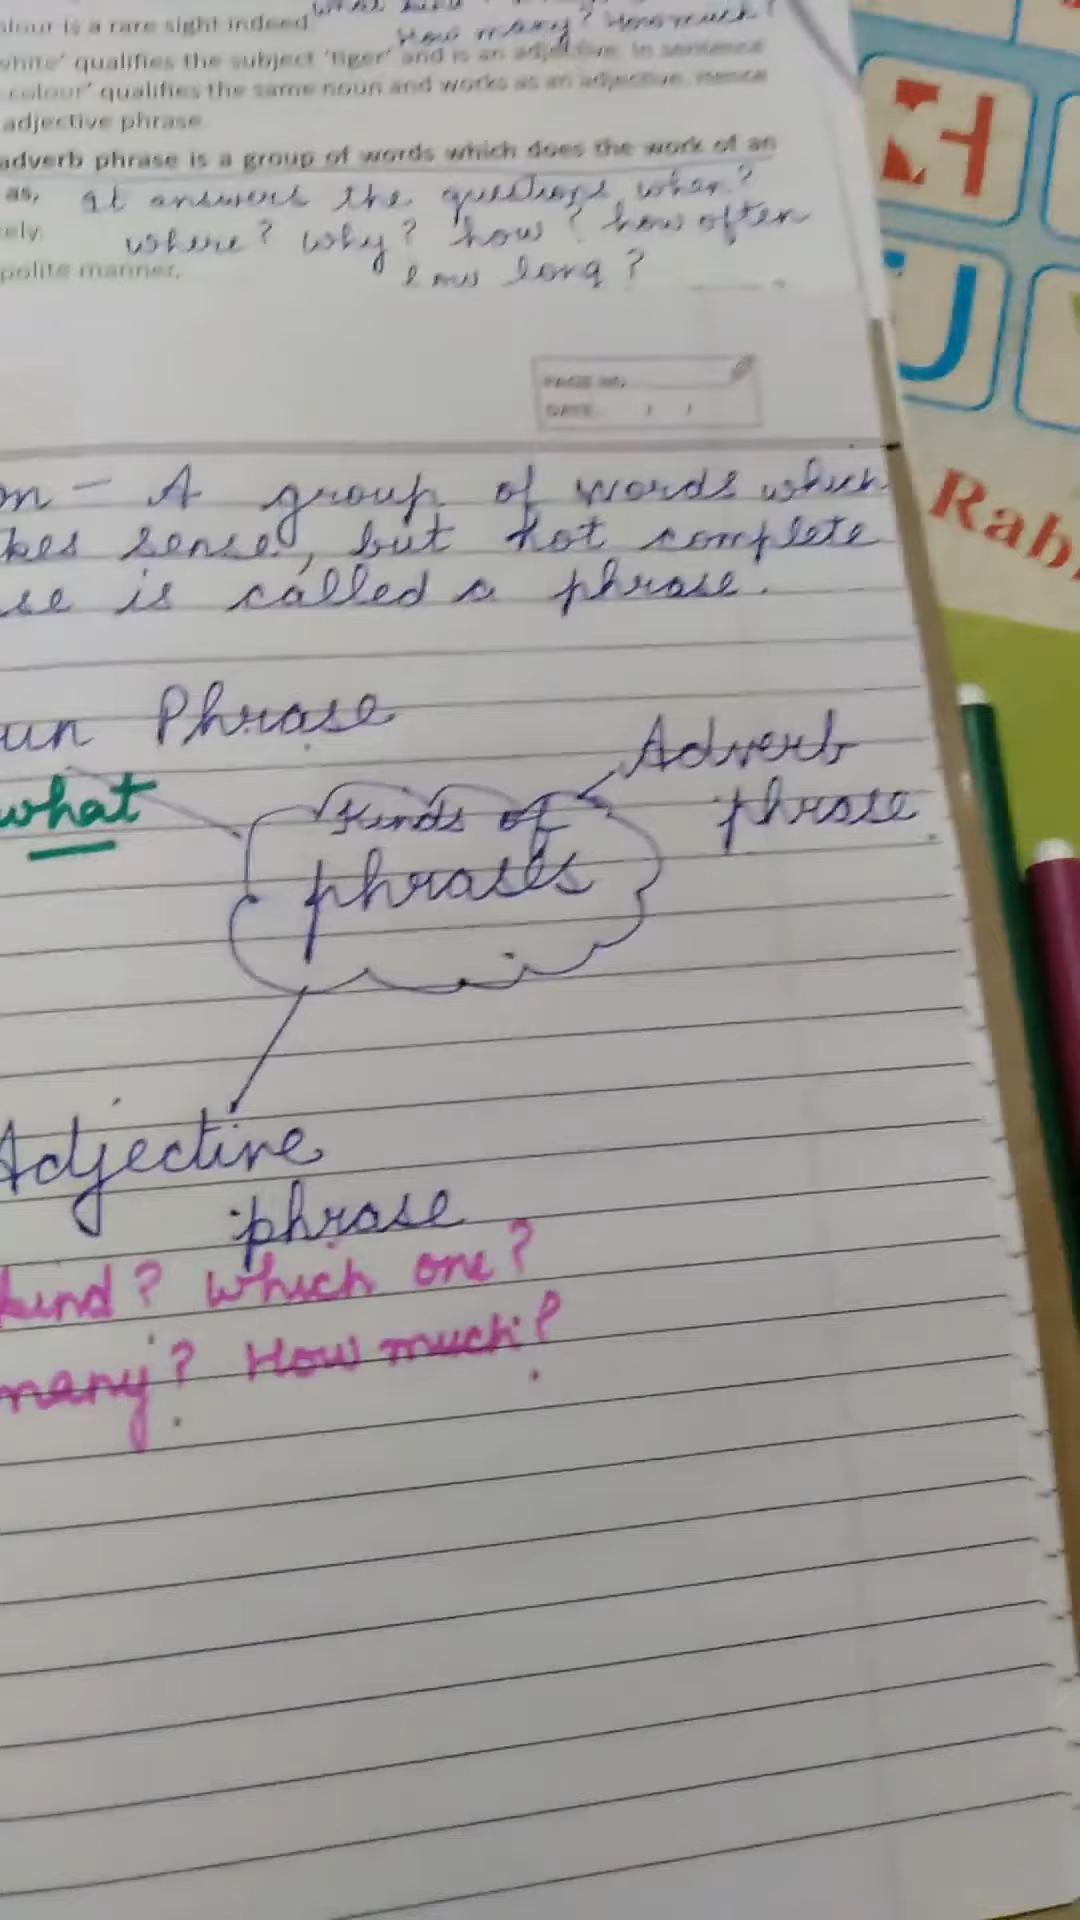 olour is a rare sight indeed.
How many? How much?
white' qualifies the subject 'tiger' and is an adjective. In sentence
colour' qualifies the same noun and works as an adjective. Hence
adjective phrase.
adverb phrase is a group of words which does the work of an
as, It answers the questions when?
ely. where? why? how? how often
polite manner. how long?
PAGE NO.
DATE: / /
on - A group of words which
kes sense, but not complete
se is called a phrase.
un Phrase
Adverb
phrase
what
Kinds of
phrases
Adjective
phrase
kind? Which one?
many? How much?
Rab